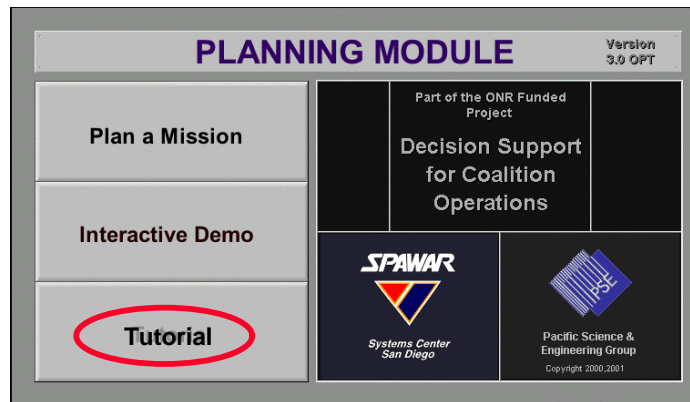 PLANNING MODULE
Version
3.0 OPT
Plan a Mission
Interactive Demo
Tutorial
Part of the ONR Funded
Project
Decision Support
for Coalition
Operations
SPAWAR
Systems Center
San Diego
PSE
Pacific Science &
Engineering Group
Copyright 2000,2001